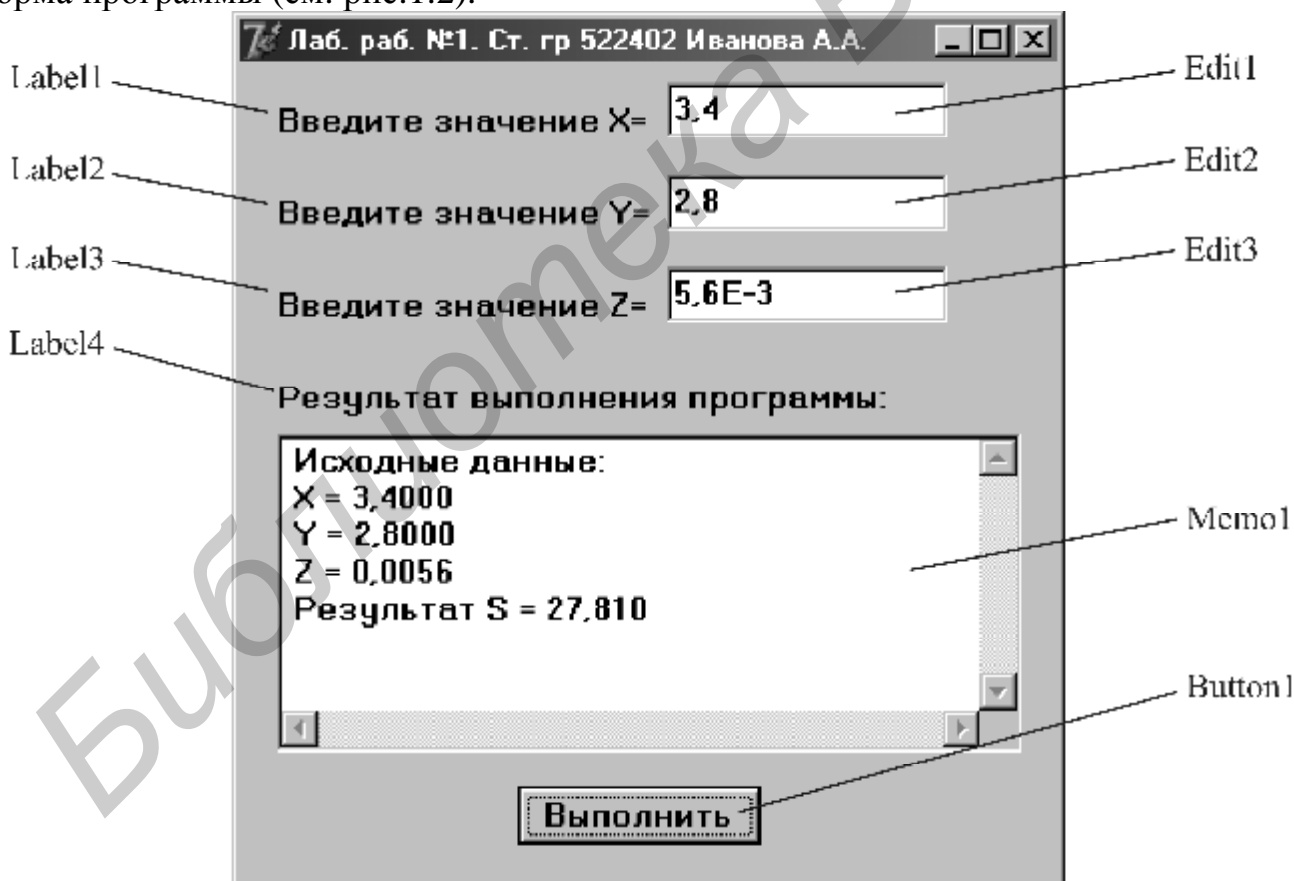 орма программы (см. рис.1.2).
Лаб. раб. №1. Ст. гр 522402 Иванова А.А.
Label1
Введите значение X=
3,4
Edit1
Label2
Введите значение Y=
2,8
Edit2
Label3
Введите значение Z=
5,6E-3
Edit3
Label4
Результат выполнения программы:
Исходные данные:
X = 3,4000
Y = 2,8000
Z = 0,0056
Результат S = 27,810
Memo1
Button1
Выполнить
Библиотека Б